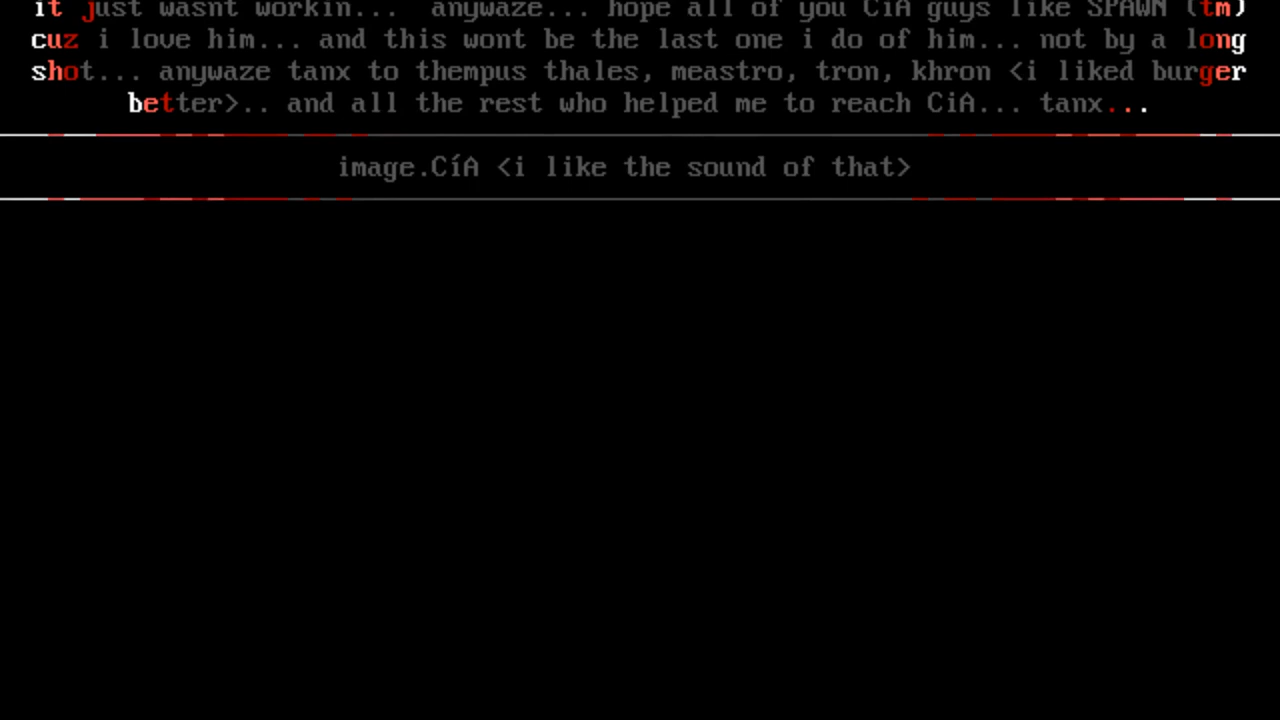 it just wasnt workin...  anywaze... hope all of you CiA guys like SPAWN (tm)
cuz i love him... and this wont be the last one i do of him... not by a long
shot... anywaze tanx to thempus thales, meastro, tron, khron <i liked burger
better>.. and all the rest who helped me to reach CiA... tanx...
image.CíA <i like the sound of that>